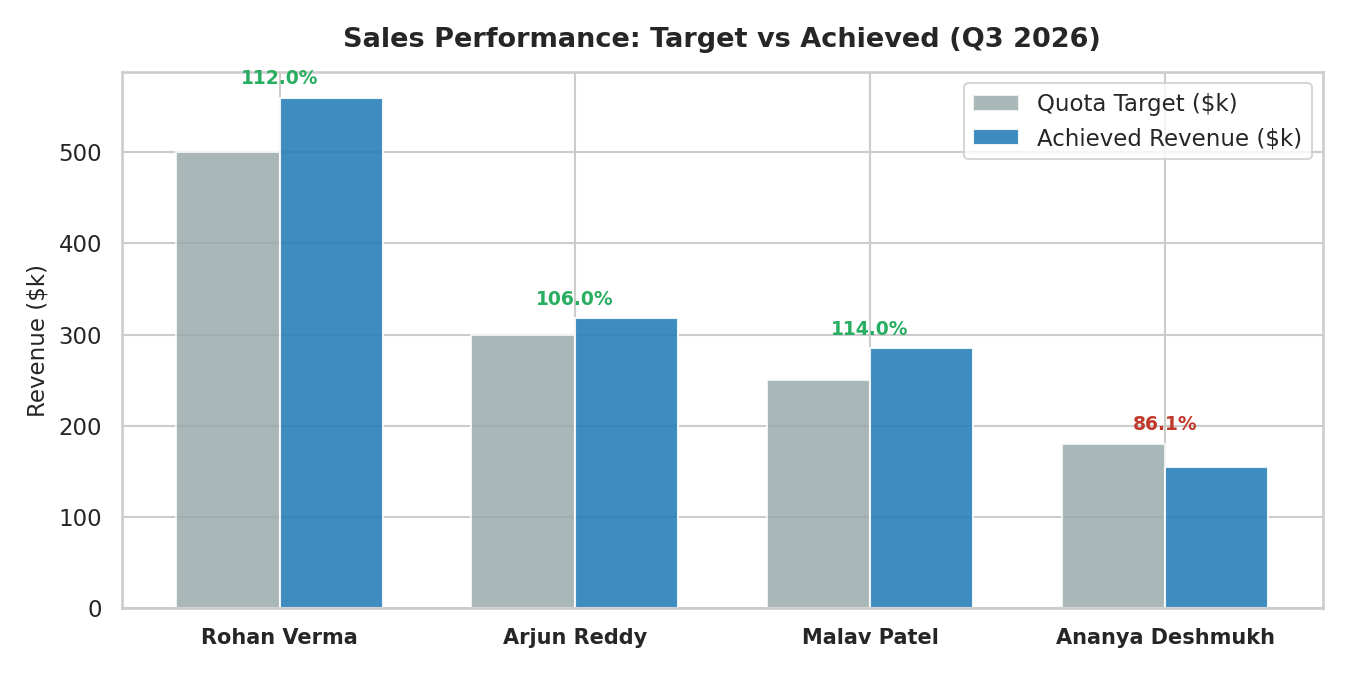 Sales Performance: Target vs Achieved (Q3 2026)
112.0%
Quota Target ($k)
Achieved Revenue ($k)
500
400
106.0%
300
114.0%
200
86.1%
100
0
Revenue ($k)
Rohan Verma
Arjun Reddy
Malav Patel
Ananya Deshmukh